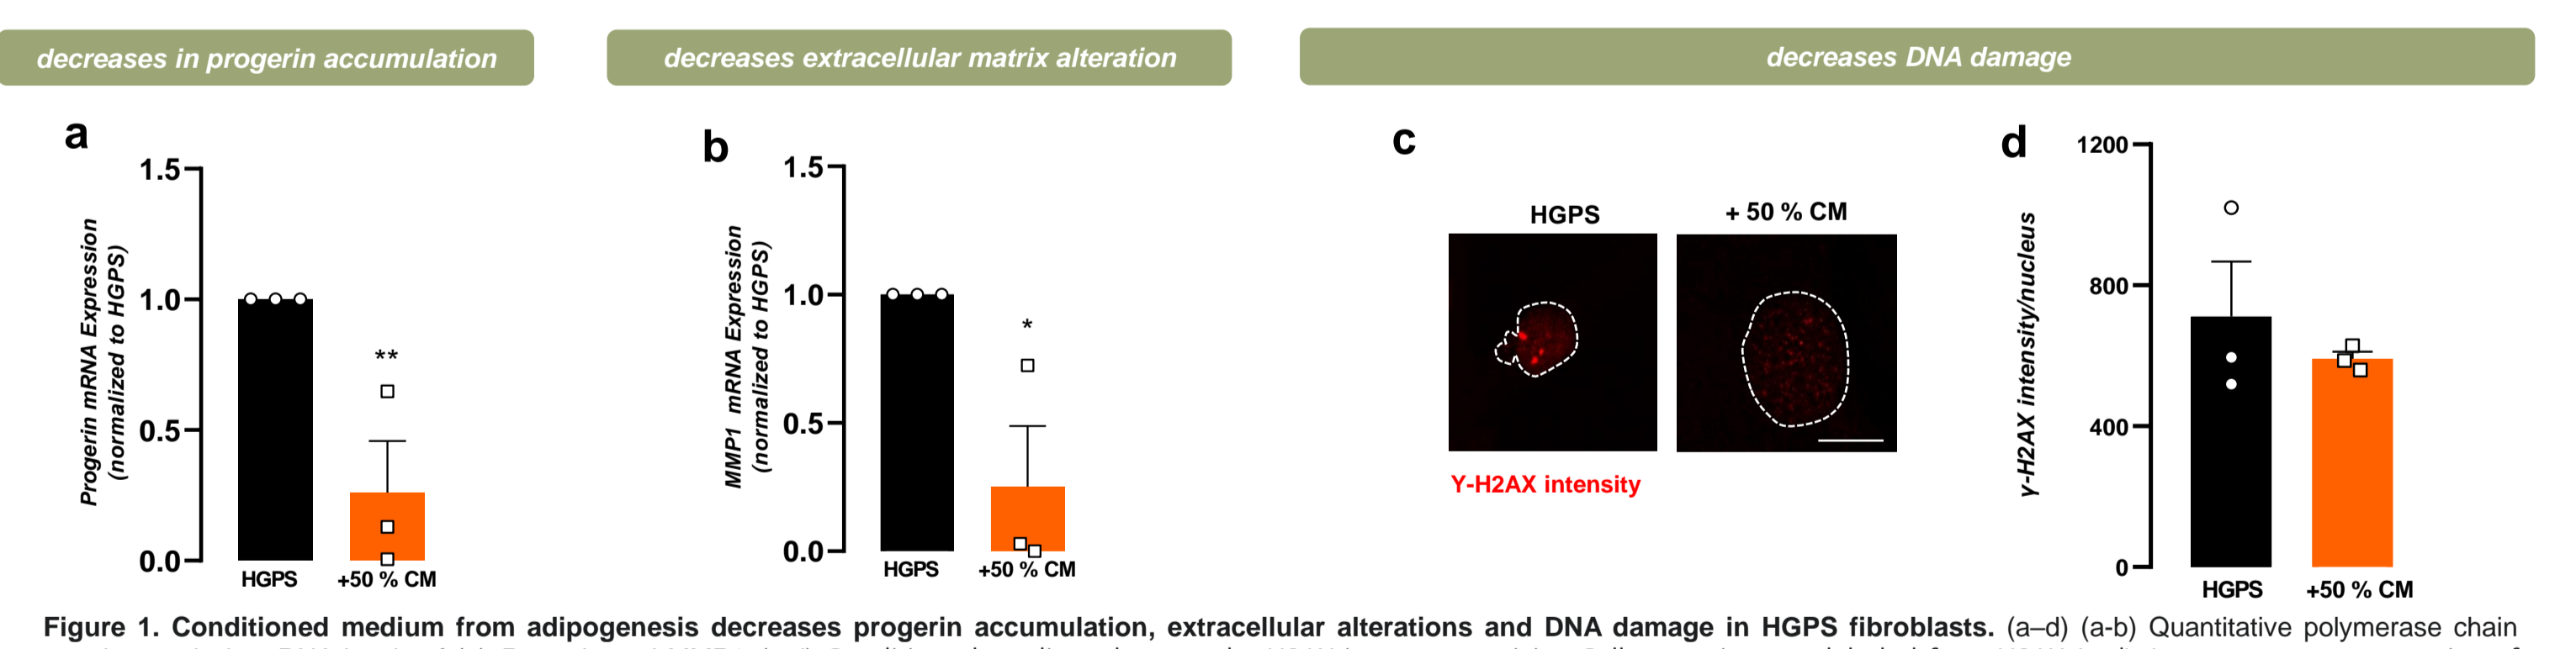 decreases in progerin accumulation
decreases extracellular matrix alteration
decreases DNA damage
a
Progerin mRNA Expression
(normalized to HGPS)
1.5
1.0
0.5
0.0
**
HGPS
+50 % CM
b
MMP1 mRNA Expression
(normalized to HGPS)
1.5
1.0
0.5
0.0
*
HGPS
+50 % CM
c
HGPS
+ 50 % CM
Y-H2AX intensity
d
γ-H2AX intensity/nucleus
1200
800
400
0
HGPS
+50 % CM
Figure 1. Conditioned medium from adipogenesis decreases progerin accumulation, extracellular alterations and DNA damage in HGPS fibroblasts. (a–d) (a-b) Quantitative polymerase chain